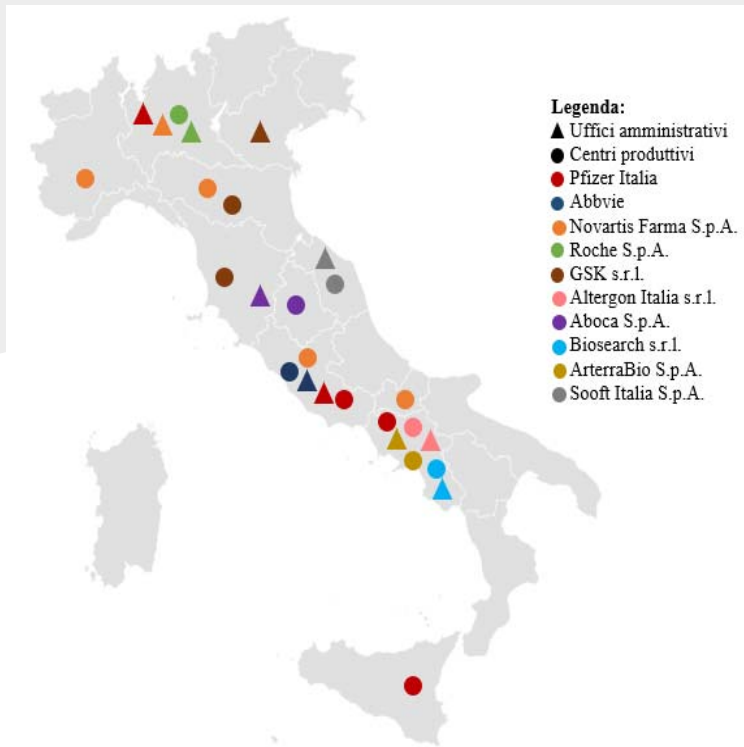 Legenda:
Uffici amministrativi
Centri produttivi
Pfizer Italia
Abbvie
Novartis Farma S.p.A.
Roche S.p.A.
GSK s.r.l.
Altergon Italia s.r.l.
Aboca S.p.A.
Biosearch s.r.l.
ArterraBio S.p.A.
Sooft Italia S.p.A.